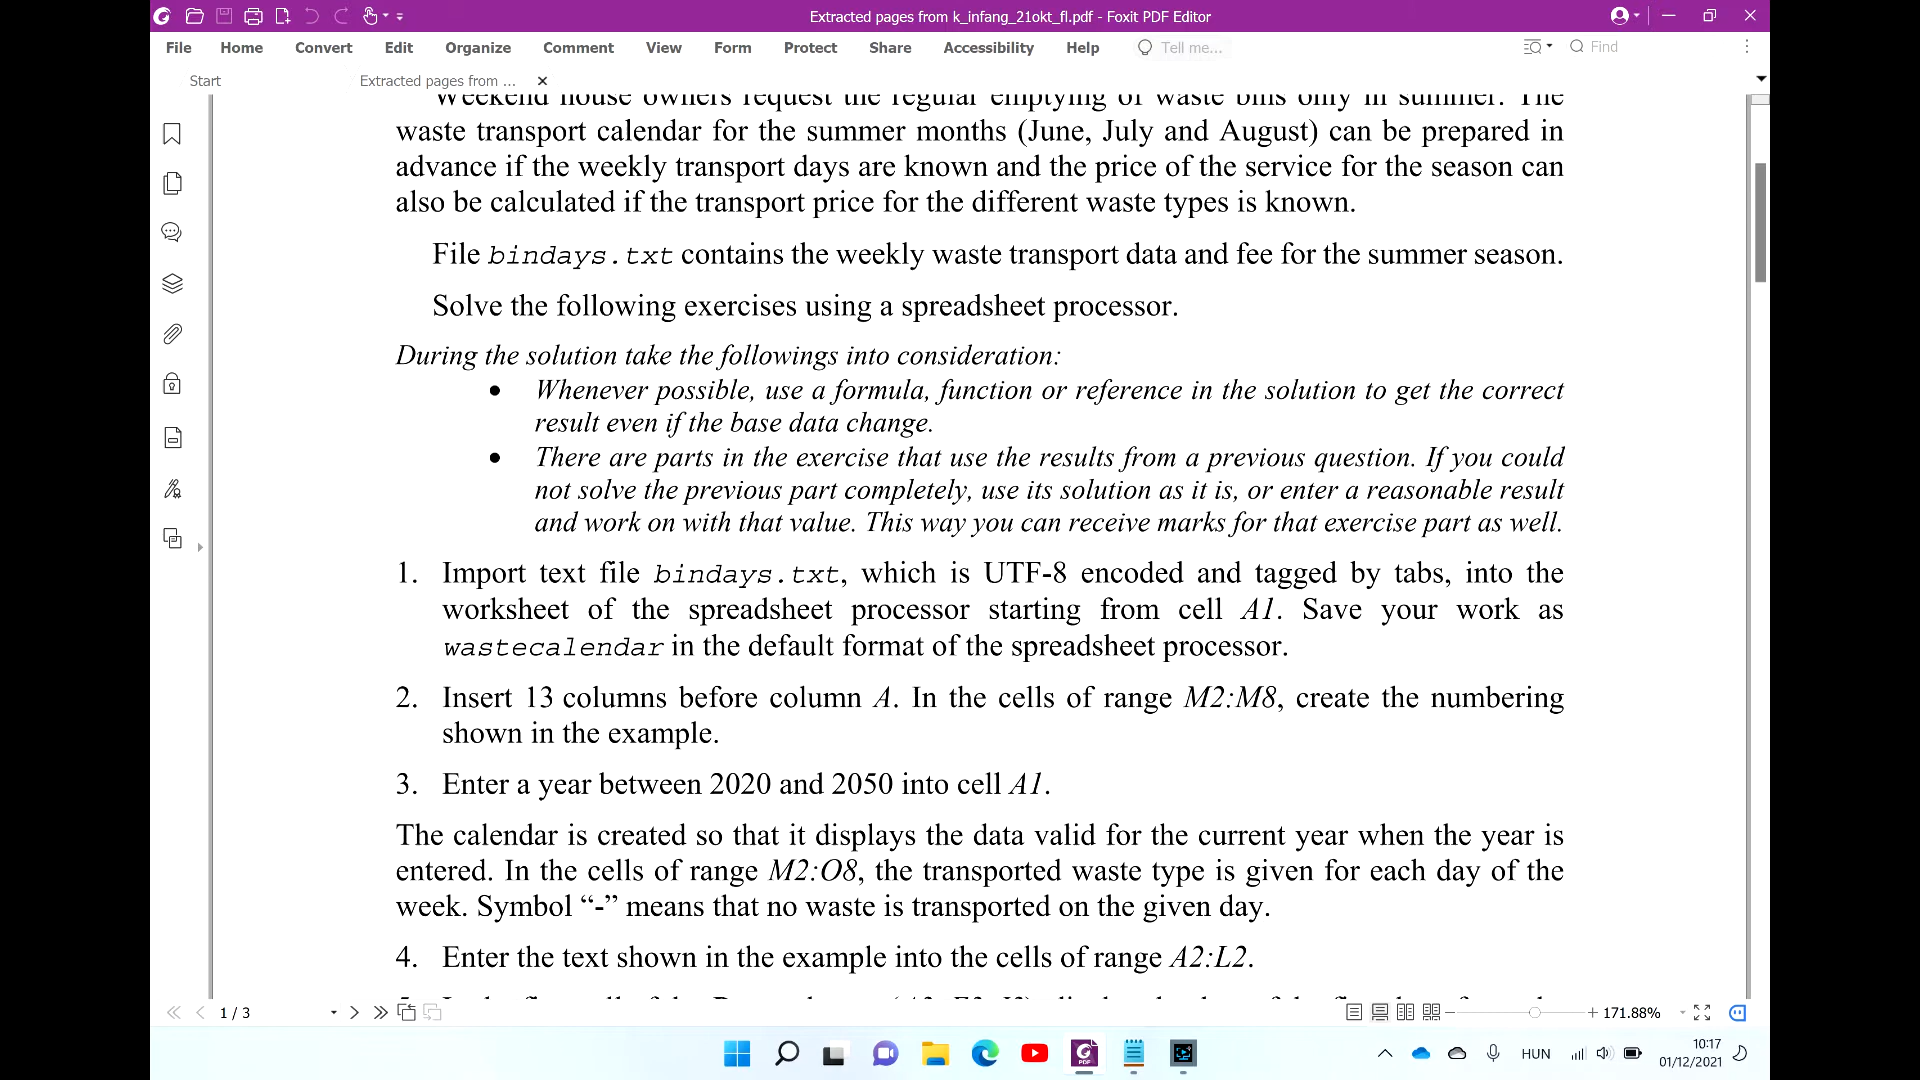 Extracted pages from k_infang_21okt_fl.pdf - Foxit PDF Editor
File Home Convert Edit Organize Comment View Form Protect Share Accessibility Help Tell me... Find
Start Extracted pages from ...
Weekend house owners request the regular emptying of waste bins only in summer. The
waste transport calendar for the summer months (June, July and August) can be prepared in
advance if the weekly transport days are known and the price of the service for the season can
also be calculated if the transport price for the different waste types is known.
File bindays.txt contains the weekly waste transport data and fee for the summer season.
Solve the following exercises using a spreadsheet processor.
During the solution take the followings into consideration:
• Whenever possible, use a formula, function or reference in the solution to get the correct
result even if the base data change.
• There are parts in the exercise that use the results from a previous question. If you could
not solve the previous part completely, use its solution as it is, or enter a reasonable result
and work on with that value. This way you can receive marks for that exercise part as well.
1. Import text file bindays.txt, which is UTF-8 encoded and tagged by tabs, into the
worksheet of the spreadsheet processor starting from cell A1. Save your work as
wastecalendar in the default format of the spreadsheet processor.
2. Insert 13 columns before column A. In the cells of range M2:M8, create the numbering
shown in the example.
3. Enter a year between 2020 and 2050 into cell A1.
The calendar is created so that it displays the data valid for the current year when the year is
entered. In the cells of range M2:O8, the transported waste type is given for each day of the
week. Symbol “-” means that no waste is transported on the given day.
4. Enter the text shown in the example into the cells of range A2:L2.
1 / 3 171.88%
HUN 10:17
01/12/2021